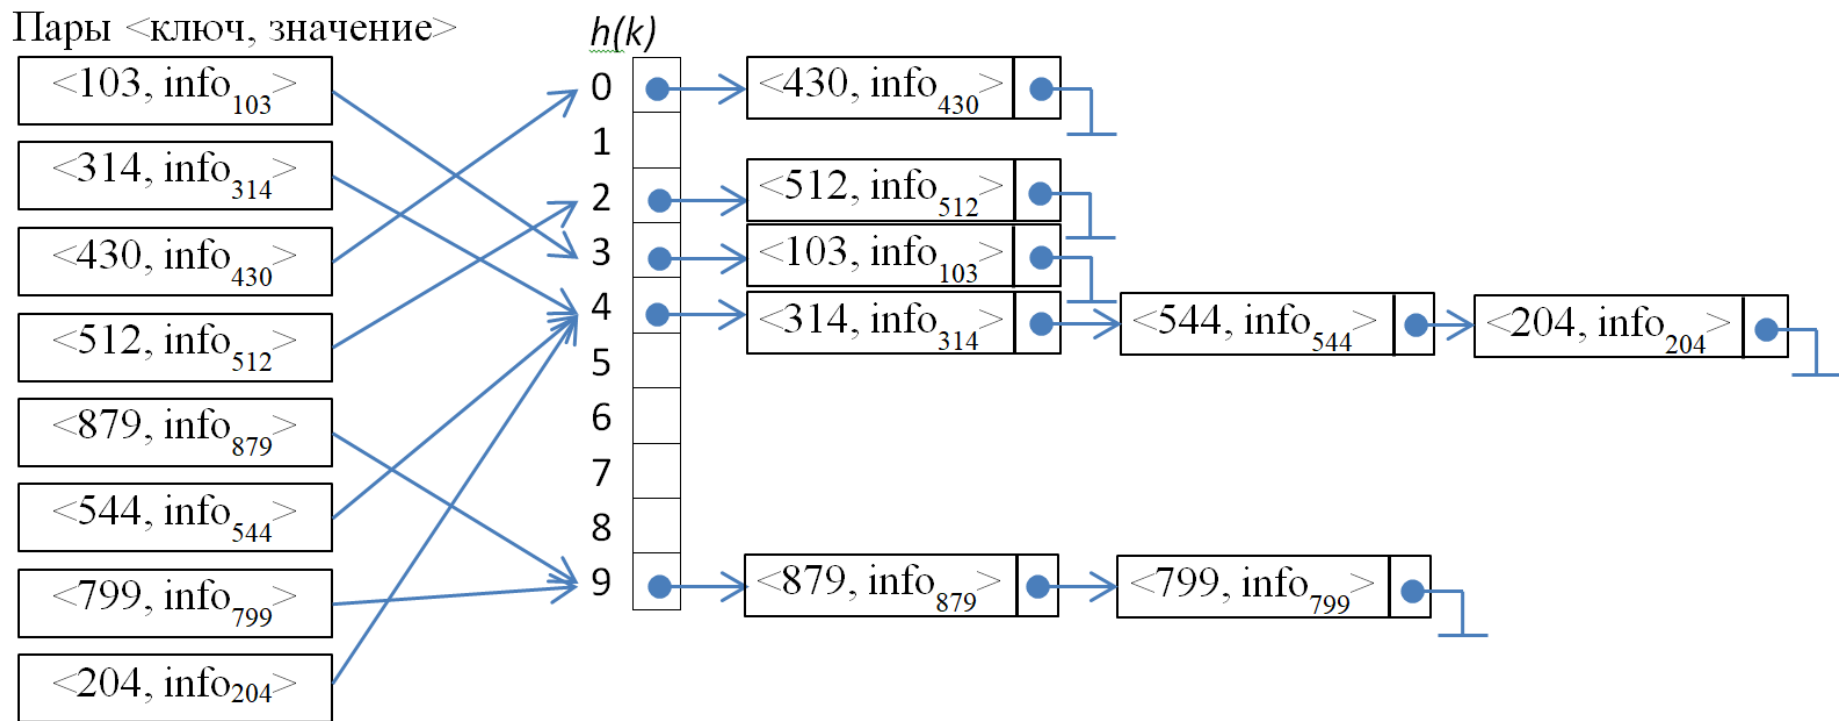 Пары <ключ, значение>
h(k)
<103, info103>
<314, info314>
<430, info430>
<512, info512>
<879, info879>
<544, info544>
<799, info799>
<204, info204>
0
1
2
3
4
5
6
7
8
9
<430, info430>
<512, info512>
<103, info103>
<314, info314> <544, info544> <204, info204>
<879, info879> <799, info799>